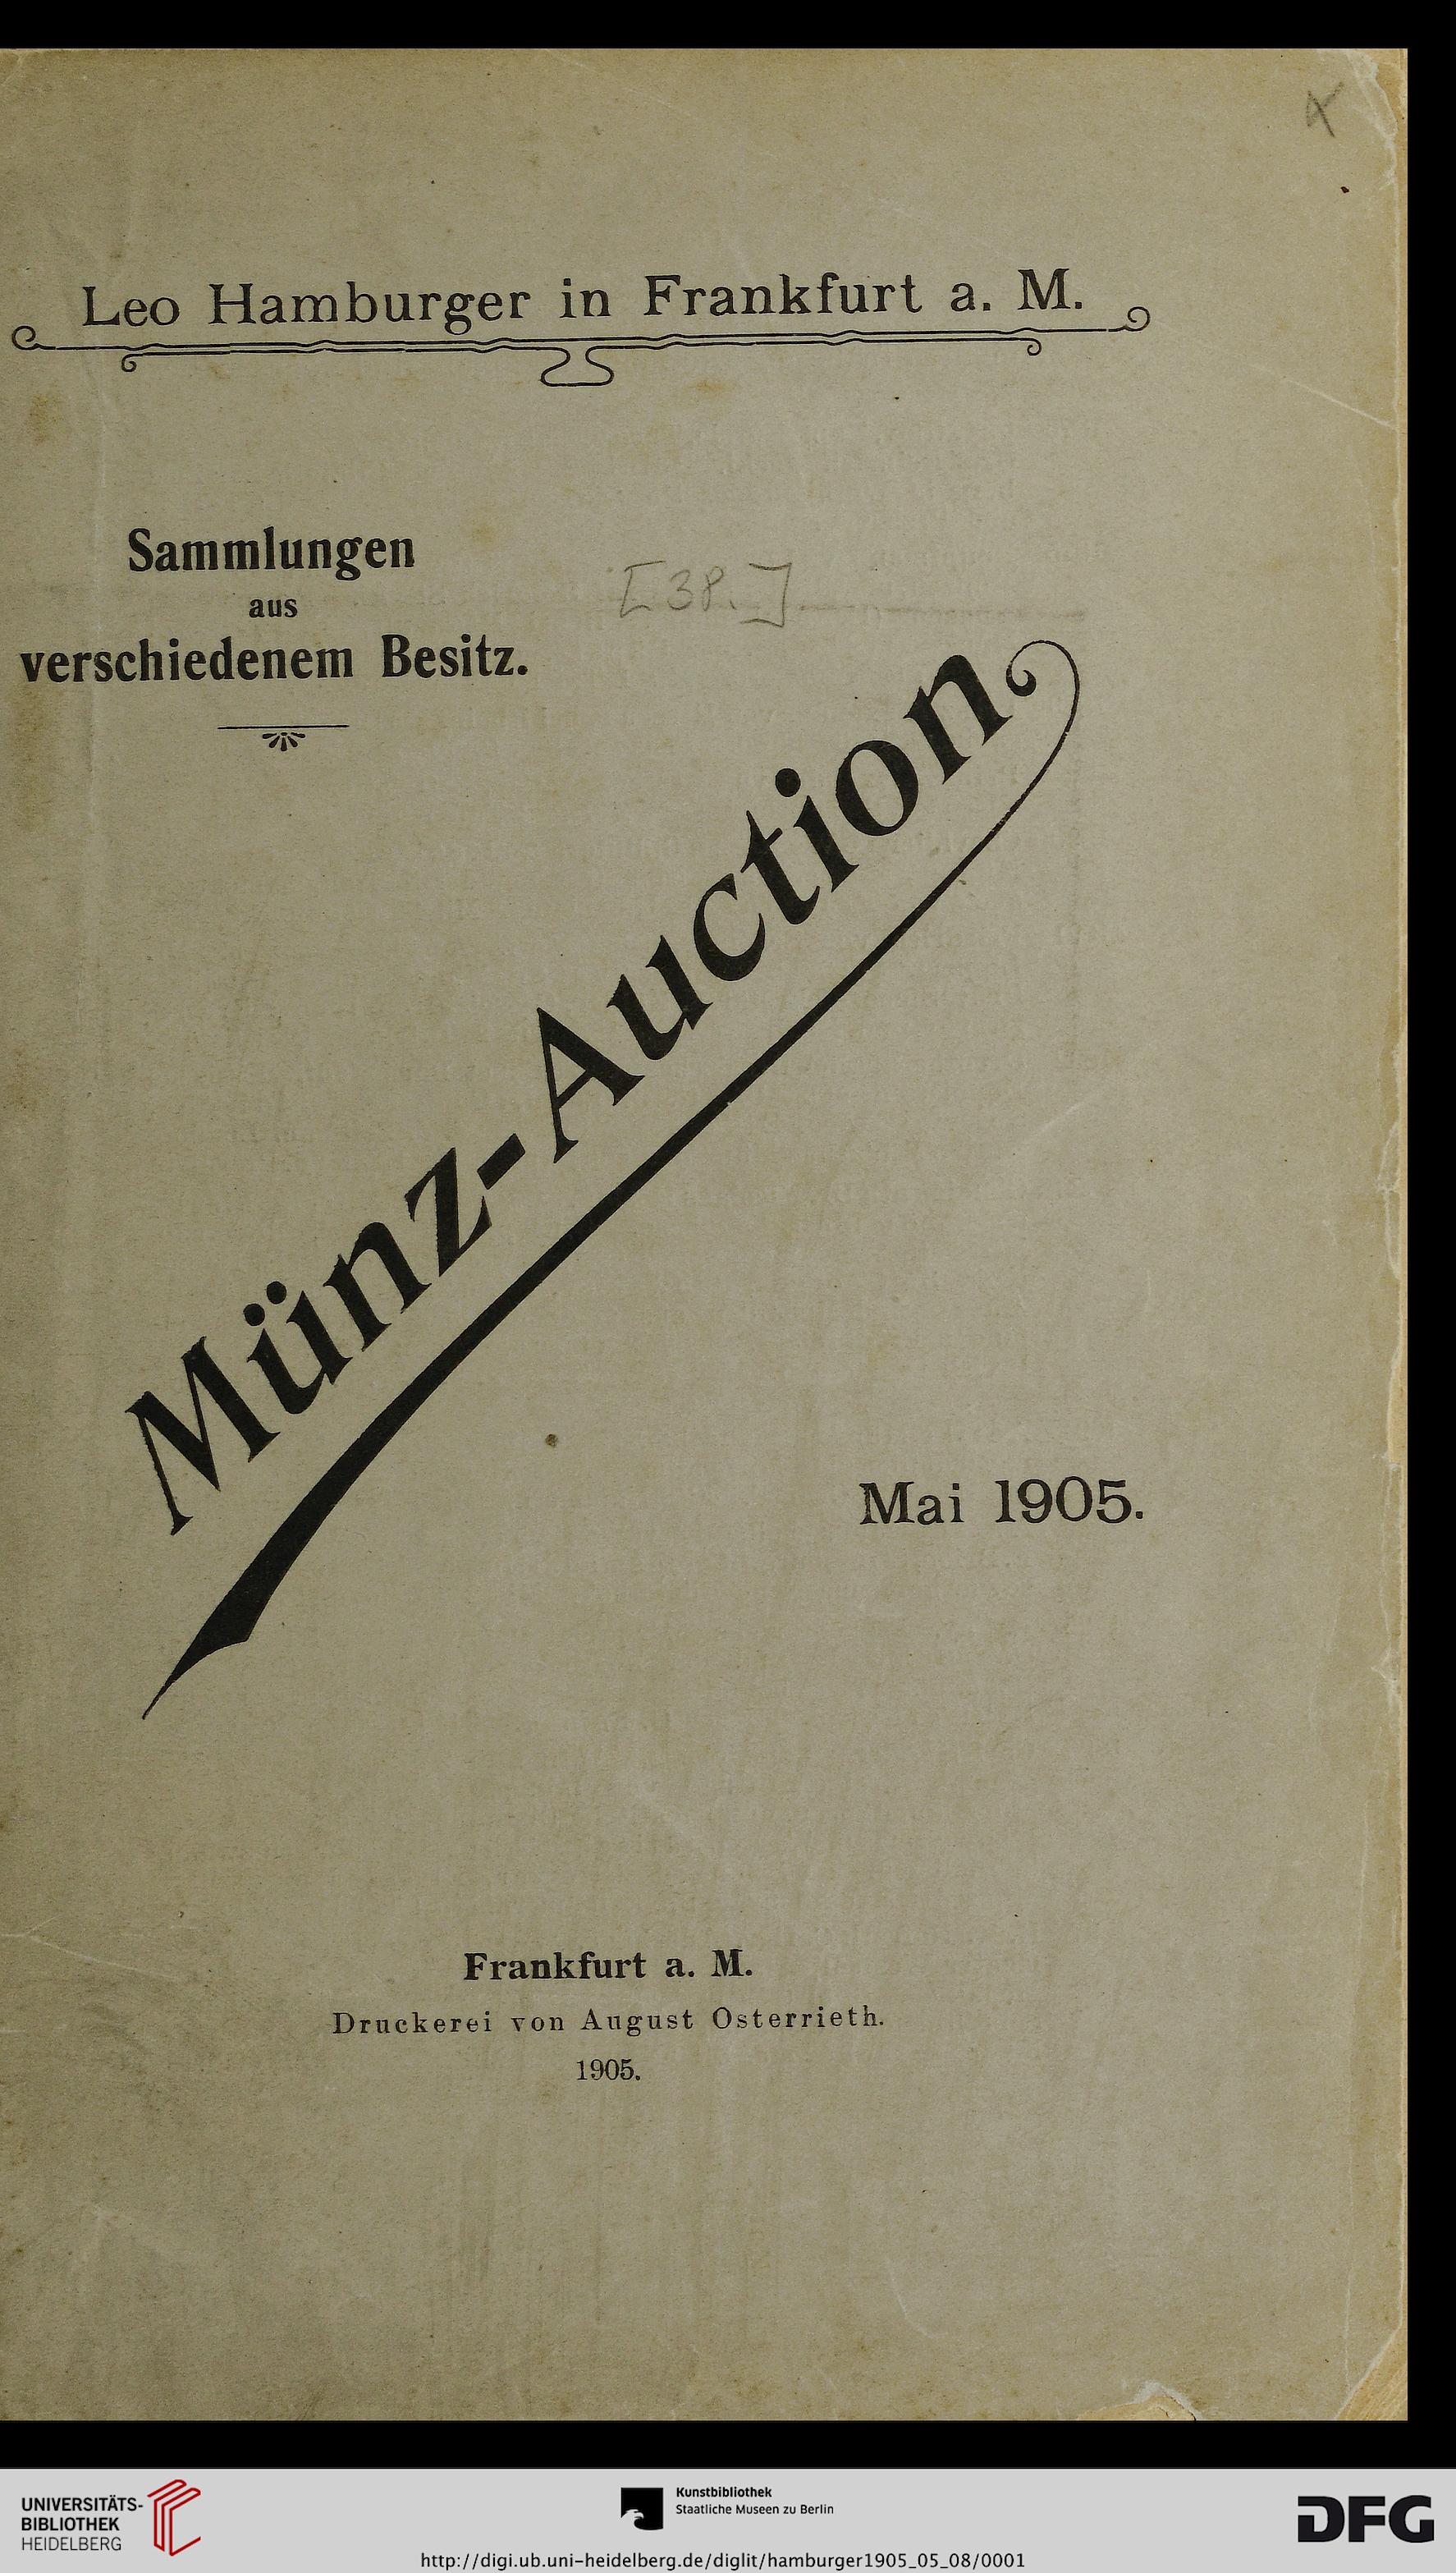 Leo Hamburger in Frankfurt a. M.
Sammlungen
aus
verschiedenem Besitz.
[38.]
Münz-Auction
Mai 1905.
Frankfurt a. M.
Druckerei von August Osterrieth.
1905.
UNIVERSITÄTS-
BIBLIOTHEK
HEIDELBERG
Kunstbibliothek
Staatliche Museen zu Berlin
DFG
http://digi.ub.uni-heidelberg.de/diglit/hamburger1905_05_08/0001